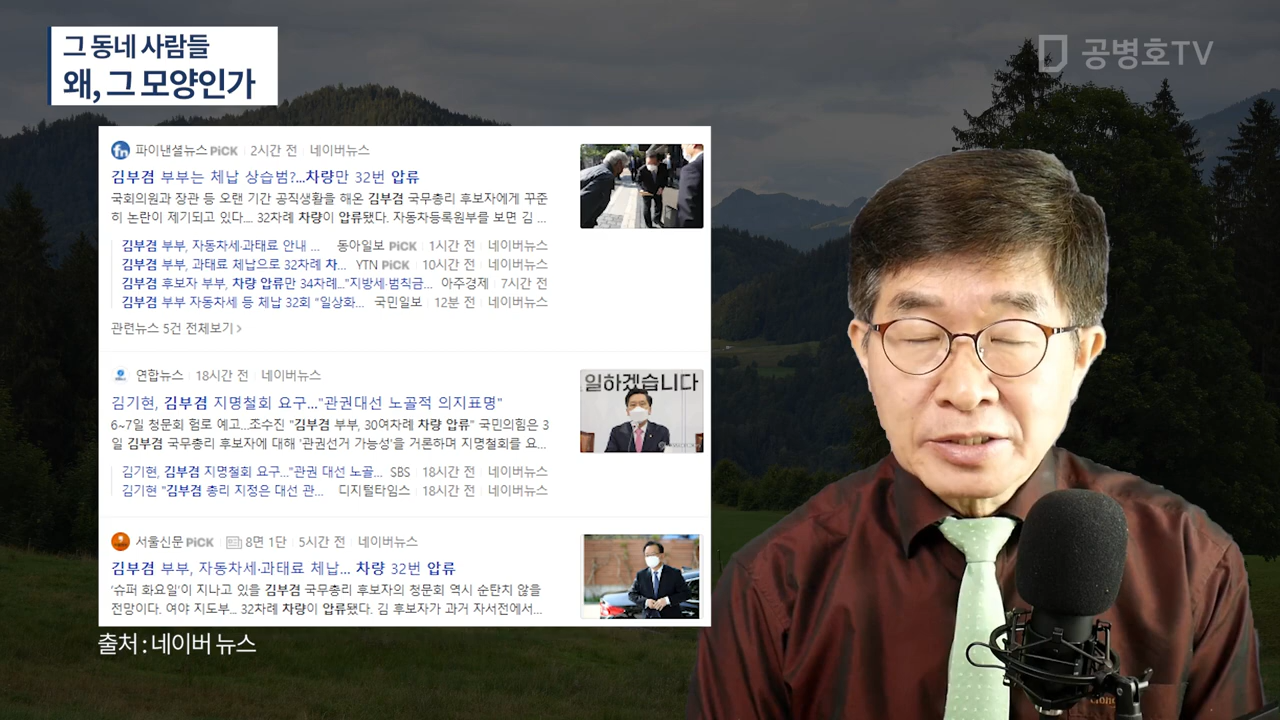 그 동네 사람들
왜, 그 모양인가
공병호TV
파이낸셜뉴스 PiCK 2시간 전 네이버뉴스
김부겸 부부는 체납 상습범?...차량만 32번 압류
국회의원과 장관 등 오랜 기간 공직생활을 해온 김부겸 국무총리 후보자에게 꾸준
히 논란이 제기되고 있다.... 32차례 차량이 압류됐다. 자동차등록원부를 보면 김 ...
김부겸 부부, 자동차세·과태료 안내 ... 동아일보 PiCK 1시간 전 네이버뉴스
김부겸 부부, 과태료 체납으로 32차례 차... YTN PiCK 10시간 전 네이버뉴스
김부겸 후보자 부부, 차량 압류만 34차례..."지방세·범칙금... 아주경제 7시간 전
김부겸 부부 자동차세 등 체납 32회 "일상화... 국민일보 12분 전 네이버뉴스
관련뉴스 5건 전체보기 >
연합뉴스 18시간 전 네이버뉴스
김기현, 김부겸 지명철회 요구..."관권대선 노골적 의지표명"
6~7일 청문회 험로 예고...조수진 "김부겸 부부, 30여차례 차량 압류" 국민의힘은 3
일 김부겸 국무총리 후보자에 대해 '관권선거 가능성'을 거론하며 지명철회를 요...
일하겠습니다
김기현, 김부겸 지명철회 요구..."관권 대선 노골... SBS 18시간 전 네이버뉴스
김기현 "김부겸 총리 지정은 대선 관... 디지털타임스 18시간 전 네이버뉴스
서울신문 PiCK 8면 1단 5시간 전 네이버뉴스
김부겸 부부, 자동차세·과태료 체납... 차량 32번 압류
'슈퍼 화요일'이 지나고 있을 김부겸 국무총리 후보자의 청문회 역시 순탄치 않을
전망이다. 여야 지도부... 32차례 차량이 압류됐다. 김 후보자가 과거 자서전에서...
출처 : 네이버 뉴스